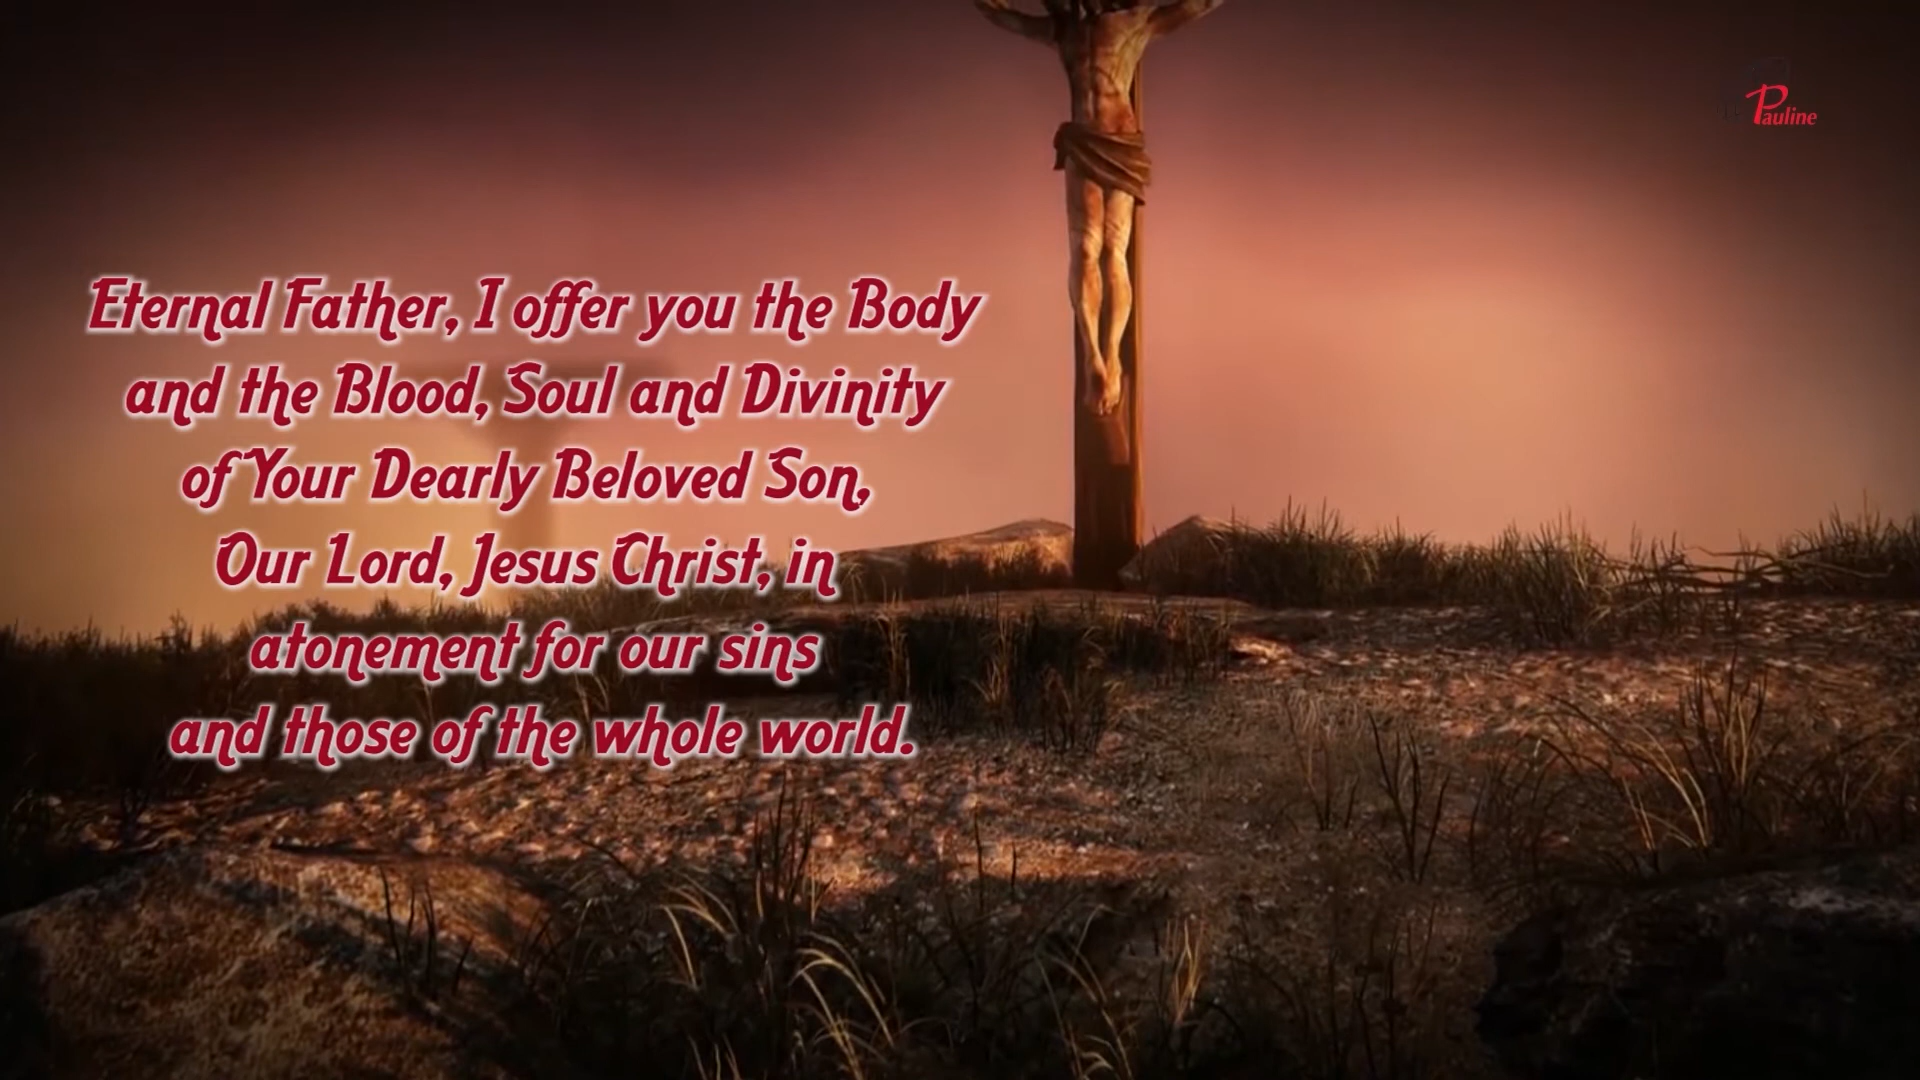 Pauline
Eternal Father, I offer you the Body
and the Blood, Soul and Divinity
of Your Dearly Beloved Son,
Our Lord, Jesus Christ, in
atonement for our sins
and those of the whole world.